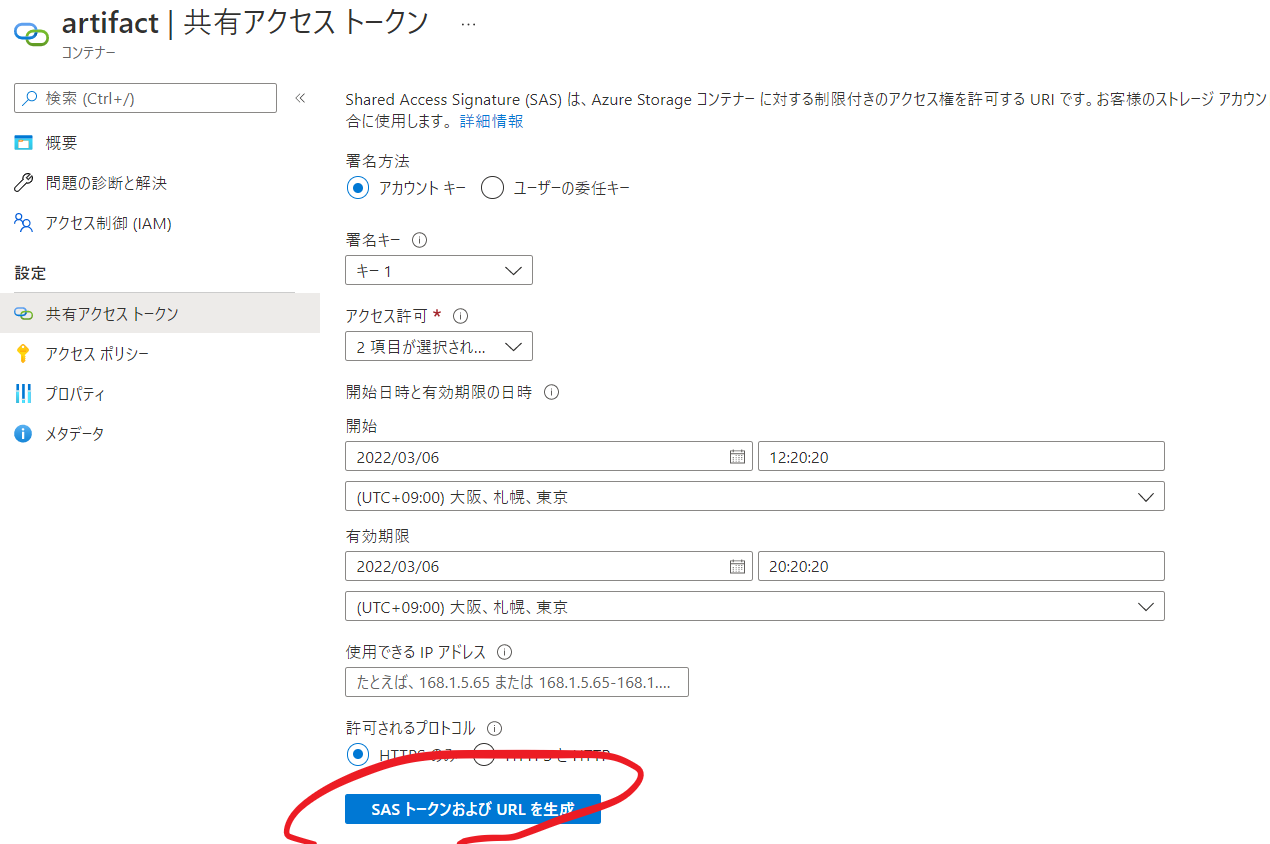 artifact | 共有アクセス トークン ...
コンテナー
検索 (Ctrl+/)
«
概要
問題の診断と解決
アクセス制御 (IAM)
設定
共有アクセス トークン
アクセス ポリシー
プロパティ
メタデータ
Shared Access Signature (SAS) は、Azure Storage コンテナー に対する制限付きのアクセス権を許可する URI です。お客様のストレージ アカウン
合に使用します。 詳細情報
署名方法
アカウント キー ユーザーの委任キー
署名キー
キー 1
アクセス許可 *
2 項目が選択され...
開始日時と有効期限の日時
開始
2022/03/06 12:20:20
(UTC+09:00) 大阪、札幌、東京
有効期限
2022/03/06 20:20:20
(UTC+09:00) 大阪、札幌、東京
使用できる IP アドレス
たとえば、168.1.5.65 または 168.1.5.65-168.1....
許可されるプロトコル
HTTPS のみ HTTPS と HTTP
SAS トークンおよび URL を生成